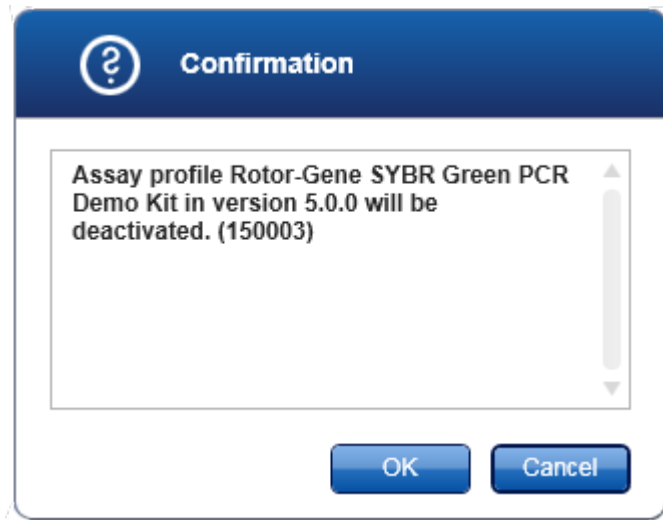 Confirmation
Assay profile Rotor-Gene SYBR Green PCR
Demo Kit in version 5.0.0 will be
deactivated. (150003)
OK
Cancel